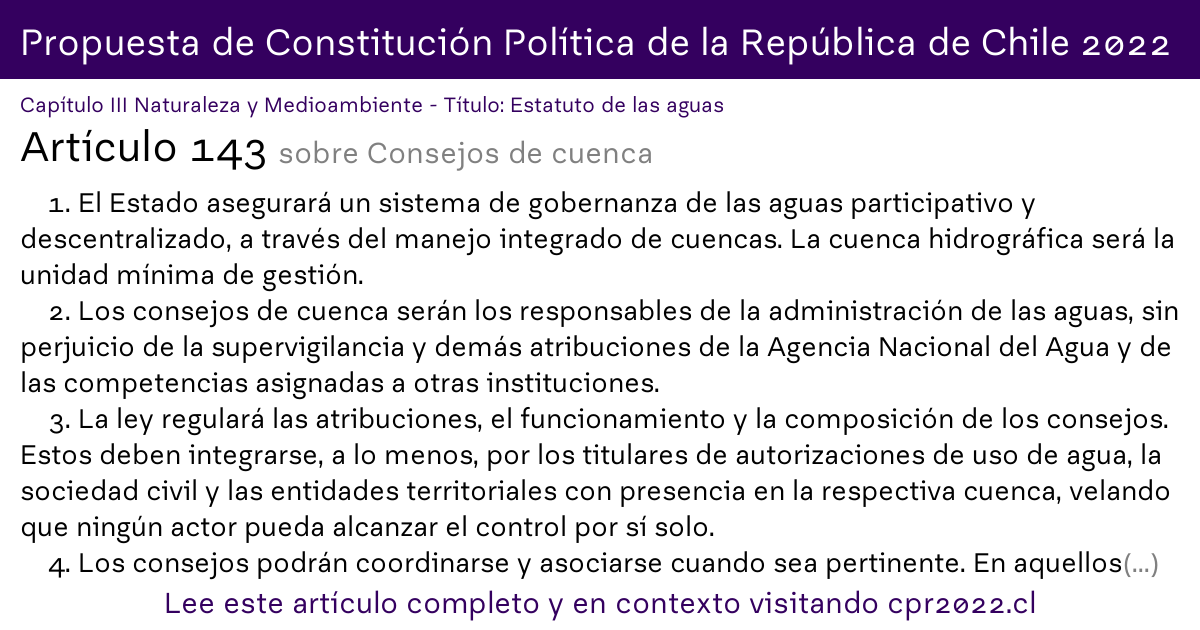 Propuesta de Constitución Política de la República de Chile 2022
Capítulo III Naturaleza y Medioambiente - Título: Estatuto de las aguas
Artículo 143 sobre Consejos de cuenca
1. El Estado asegurará un sistema de gobernanza de las aguas participativo y
descentralizado, a través del manejo integrado de cuencas. La cuenca hidrográfica será la
unidad mínima de gestión.
2. Los consejos de cuenca serán los responsables de la administración de las aguas, sin
perjuicio de la supervigilancia y demás atribuciones de la Agencia Nacional del Agua y de
las competencias asignadas a otras instituciones.
3. La ley regulará las atribuciones, el funcionamiento y la composición de los consejos.
Estos deben integrarse, a lo menos, por los titulares de autorizaciones de uso de agua, la
sociedad civil y las entidades territoriales con presencia en la respectiva cuenca, velando
que ningún actor pueda alcanzar el control por sí solo.
4. Los consejos podrán coordinarse y asociarse cuando sea pertinente. En aquellos(...)
Lee este artículo completo y en contexto visitando cpr2022.cl